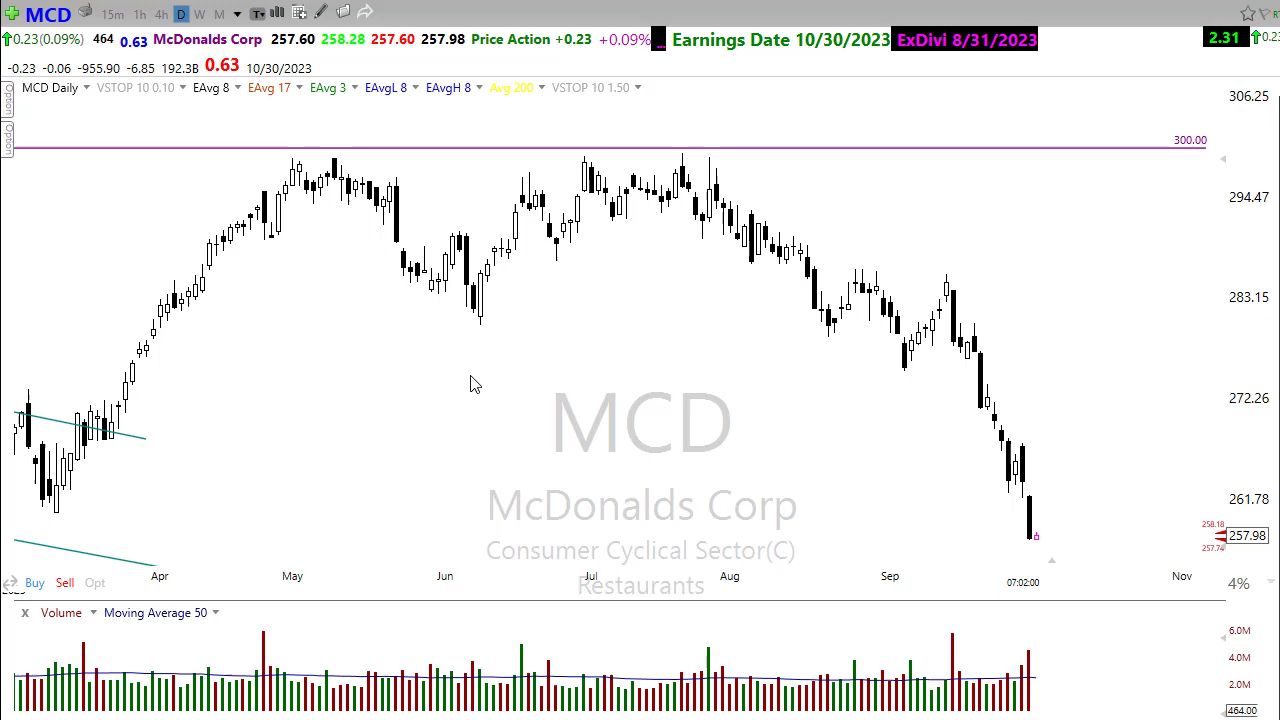 MCD 15m 1h 4h D W M T
0.23(0.09%) 464 0.63 McDonalds Corp 257.60 258.28 257.60 257.98 Price Action +0.23 +0.09% ... Earnings Date 10/30/2023 ExDivi 8/31/2023 2.31
-0.23 -0.06 -955.90 -6.85 192.3B 0.63 10/30/2023
MCD Daily VSTOP 10 0.10 EAvg 8 EAvg 17 EAvg 3 EAvgL 8 EAvgH 8 Avg 200 VSTOP 10 1.50
Option
Option
306.25
300.00
294.47
283.15
272.26
261.78
258.18
257.98
257.74
MCD
McDonalds Corp
Consumer Cyclical Sector(C)
Restaurants
Apr May Jun Jul Aug Sep Nov
Buy Sell Opt 07:02:00 4%
X Volume Moving Average 50
6.0M
4.0M
2.0M
464.00